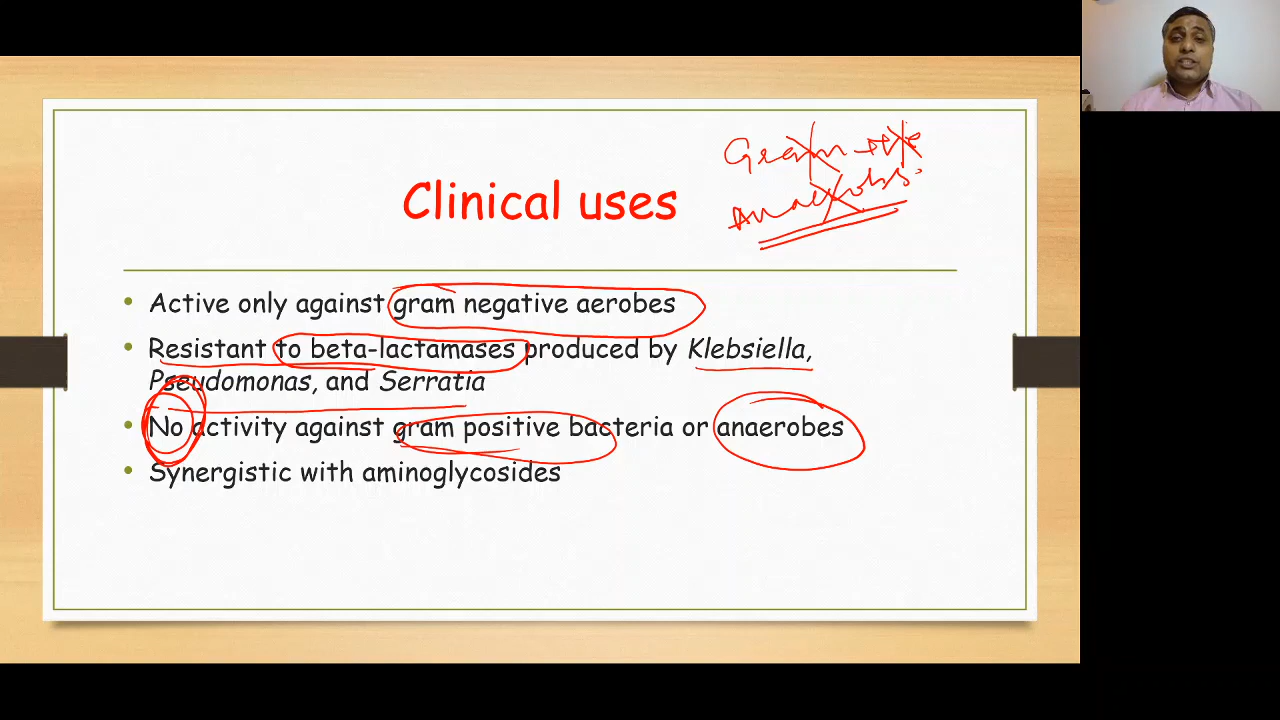 Gram +ve
Anaerobes
Clinical uses
• Active only against gram negative aerobes
• Resistant to beta-lactamases produced by Klebsiella,
Pseudomonas, and Serratia
• No activity against gram positive bacteria or anaerobes
• Synergistic with aminoglycosides